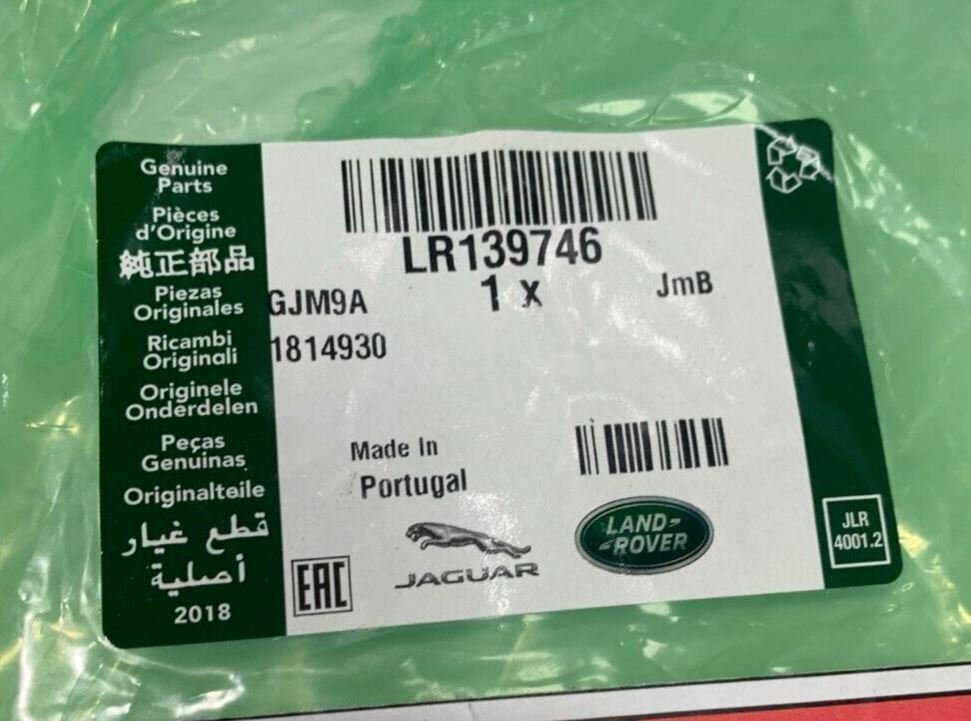 Genuine
Parts
Pièces
d'Origine
純正部品
Piezas
Originales
Ricambi
Originali
Originele
Onderdelen
Peças
Genuinas
Originalteile
قطع غيار
أصلية
2018
LR139746
GJM9A 1 x JmB
1814930
Made In
Portugal
EAC
JAGUAR
LAND-
-ROVER
JLR
4001.2